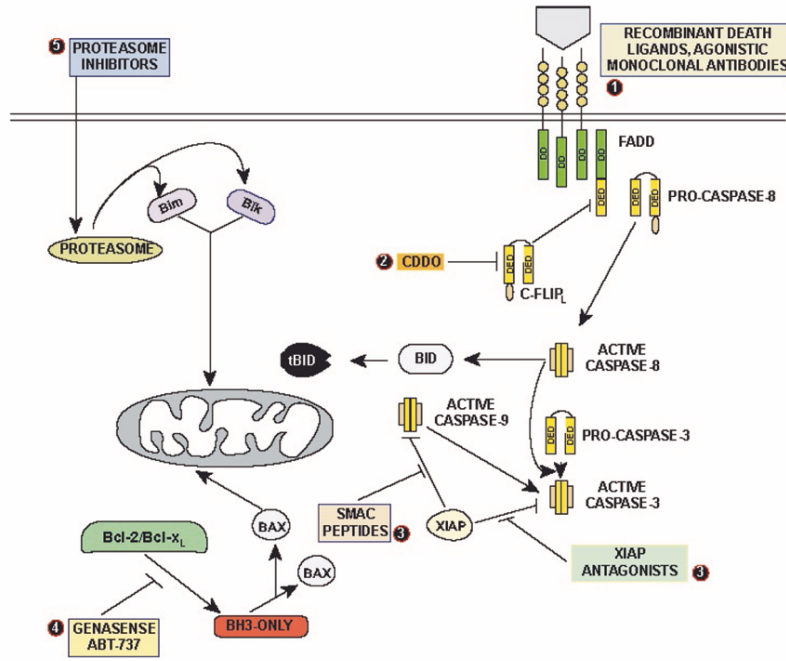 5 PROTEASOME
INHIBITORS
RECOMBINANT DEATH
LIGANDS, AGONISTIC
MONOCLONAL ANTIBODIES
1
DD
DD
DD
DD
FADD
Bim
Bik
DED
DED
PRO-CASPASE-8
PROTEASOME
2 CDDO
DED
DED
C-FLIPL
tBID
BID
ACTIVE
CASPASE-8
ACTIVE
CASPASE-9
DED
DED
PRO-CASPASE-3
ACTIVE
CASPASE-3
SMAC
PEPTIDES 3
XIAP
BAX
Bcl-2/Bcl-xL
BAX
XIAP
ANTAGONISTS
3
4 GENASENSE
ABT-737
BH3-ONLY